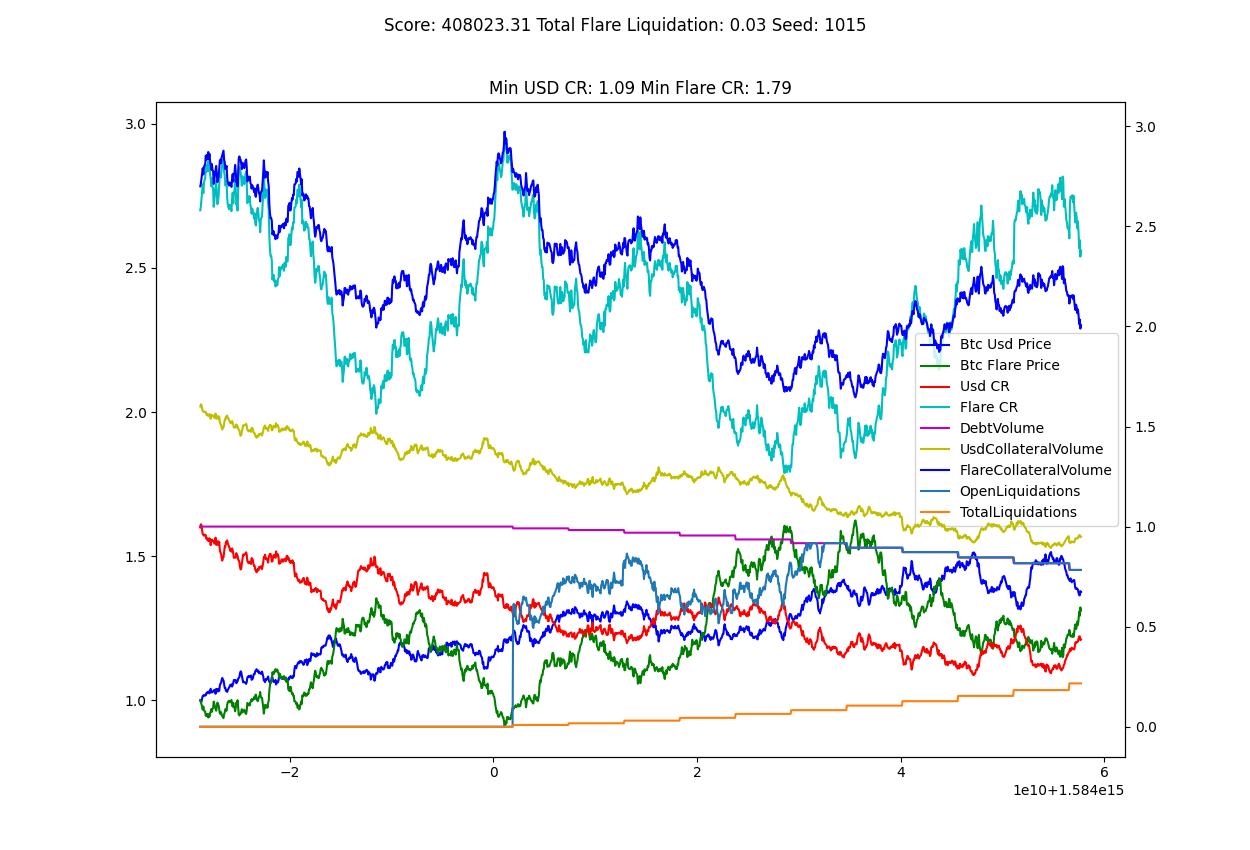 Score: 408023.31 Total Flare Liquidation: 0.03 Seed: 1015
Min USD CR: 1.09 Min Flare CR: 1.79
3.0
2.5
2.0
1.5
1.0
3.0
2.5
2.0
1.5
1.0
0.5
0.0
Btc Usd Price
Btc Flare Price
Usd CR
Flare CR
DebtVolume
UsdCollateralVolume
FlareCollateralVolume
OpenLiquidations
TotalLiquidations
−2 0 2 4 6
1e10+1.584e15